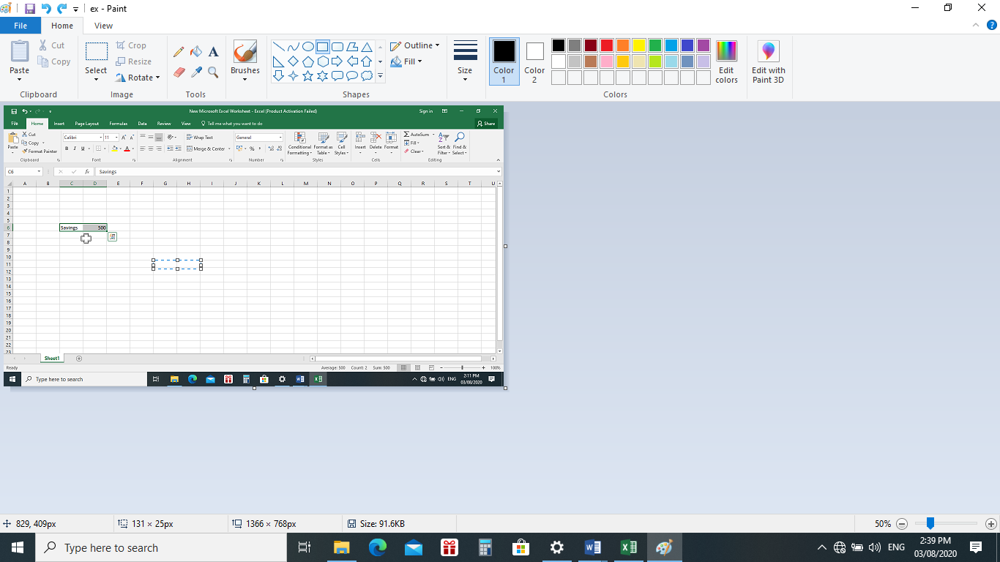 ex - Paint
File Home View
Paste Cut Copy Clipboard
Select Crop Resize Rotate Image
A Tools
Brushes
Outline Fill Shapes
Size
Color 1 Color 2 Edit colors Colors
Edit with Paint 3D
New Microsoft Excel Worksheet - Excel (Product Activation Failed) Sign in
File Home Insert Page Layout Formulas Data Review View Tell me what you want to do Share
Paste Cut Copy Format Painter Clipboard
Calibri 11 B I U A Font
Wrap Text Merge & Center Alignment
General % Number
Conditional Formatting Format as Table Cell Styles Styles
Insert Delete Format Cells
AutoSum Fill Clear Sort & Filter Find & Select Editing
C6 fx Savings
A B C D E F G H I J K L M N O P Q R S T U
1
2
3
4
5
6 Savings 500
7
8
9
10
11
12
13
14
15
16
17
18
19
20
21
22
23
Sheet1
Ready Average: 500 Count: 2 Sum: 500 100%
Type here to search ENG 2:11 PM
03/08/2020
829, 409px 131 × 25px 1366 × 768px Size: 91.6KB 50%
Type here to search ENG 2:39 PM
03/08/2020